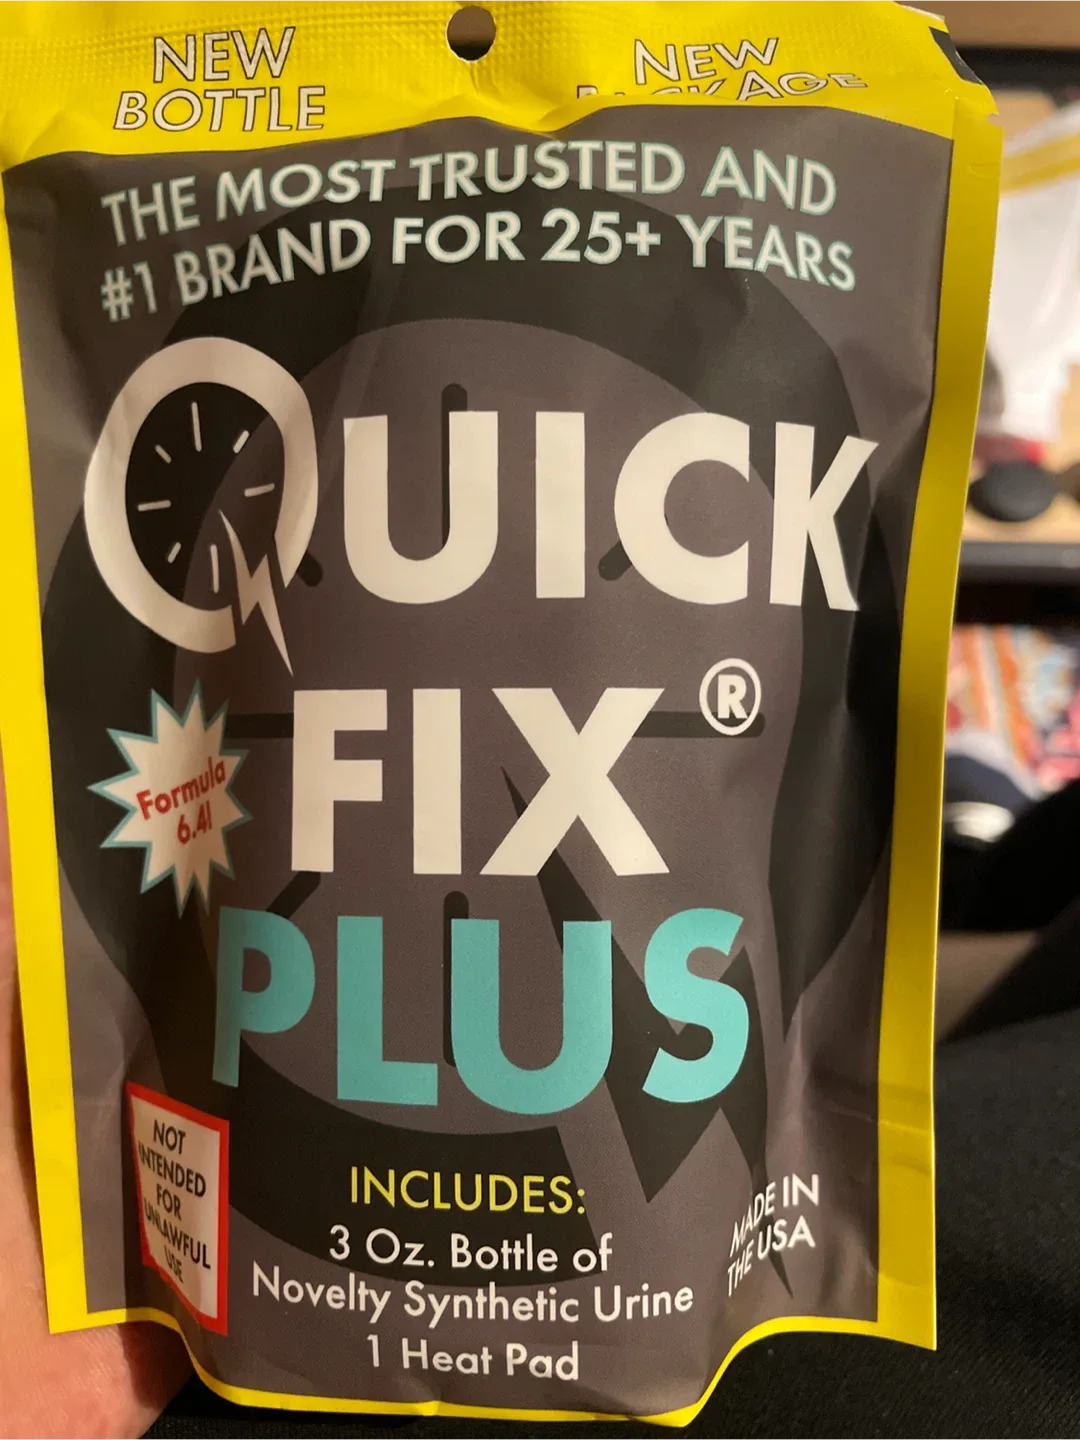 NEW
BOTTLE
NEW
PACKAGE
THE MOST TRUSTED AND
#1 BRAND FOR 25+ YEARS
QUICK
FIX®
PLUS
Formula
6.4!
NOT
INTENDED
FOR
UNLAWFUL
USE
INCLUDES:
3 Oz. Bottle of
Novelty Synthetic Urine
1 Heat Pad
MADE IN
THE USA